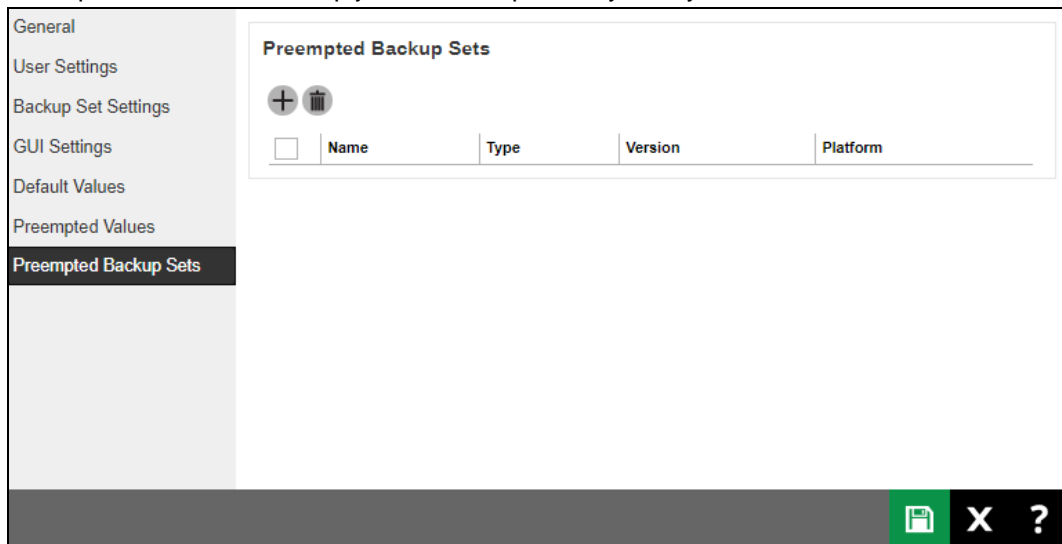 General
User Settings
Backup Set Settings
GUI Settings
Default Values
Preempted Values
Preempted Backup Sets
Preempted Backup Sets
Name Type Version Platform
X ?